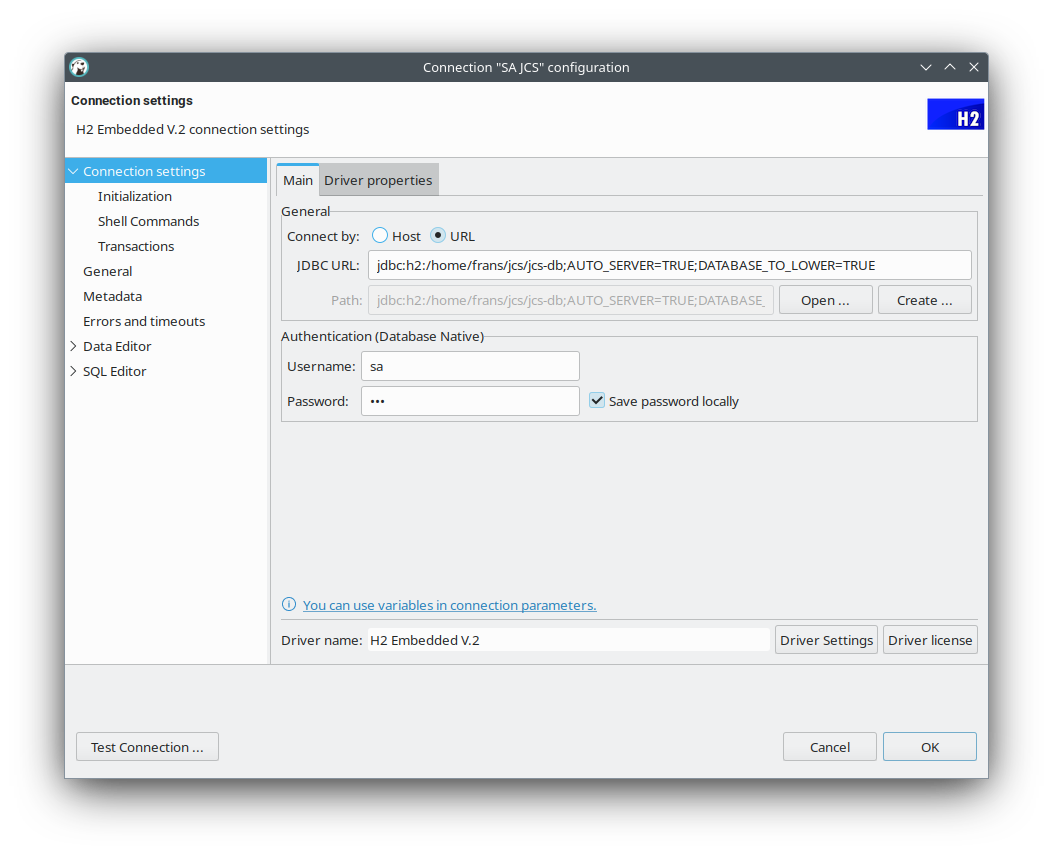 Connection "SA JCS" configuration
Connection settings
H2 Embedded V.2 connection settings
H2
Connection settings
Initialization
Shell Commands
Transactions
General
Metadata
Errors and timeouts
Data Editor
SQL Editor
Main Driver properties
General
Connect by: Host URL
JDBC URL: jdbc:h2:/home/frans/jcs/jcs-db;AUTO_SERVER=TRUE;DATABASE_TO_LOWER=TRUE
Path: jdbc:h2:/home/frans/jcs/jcs-db;AUTO_SERVER=TRUE;DATABASE_ Open ... Create ...
Authentication (Database Native)
Username: sa
Password: ••• Save password locally
You can use variables in connection parameters.
Driver name: H2 Embedded V.2 Driver Settings Driver license
Test Connection ... Cancel OK